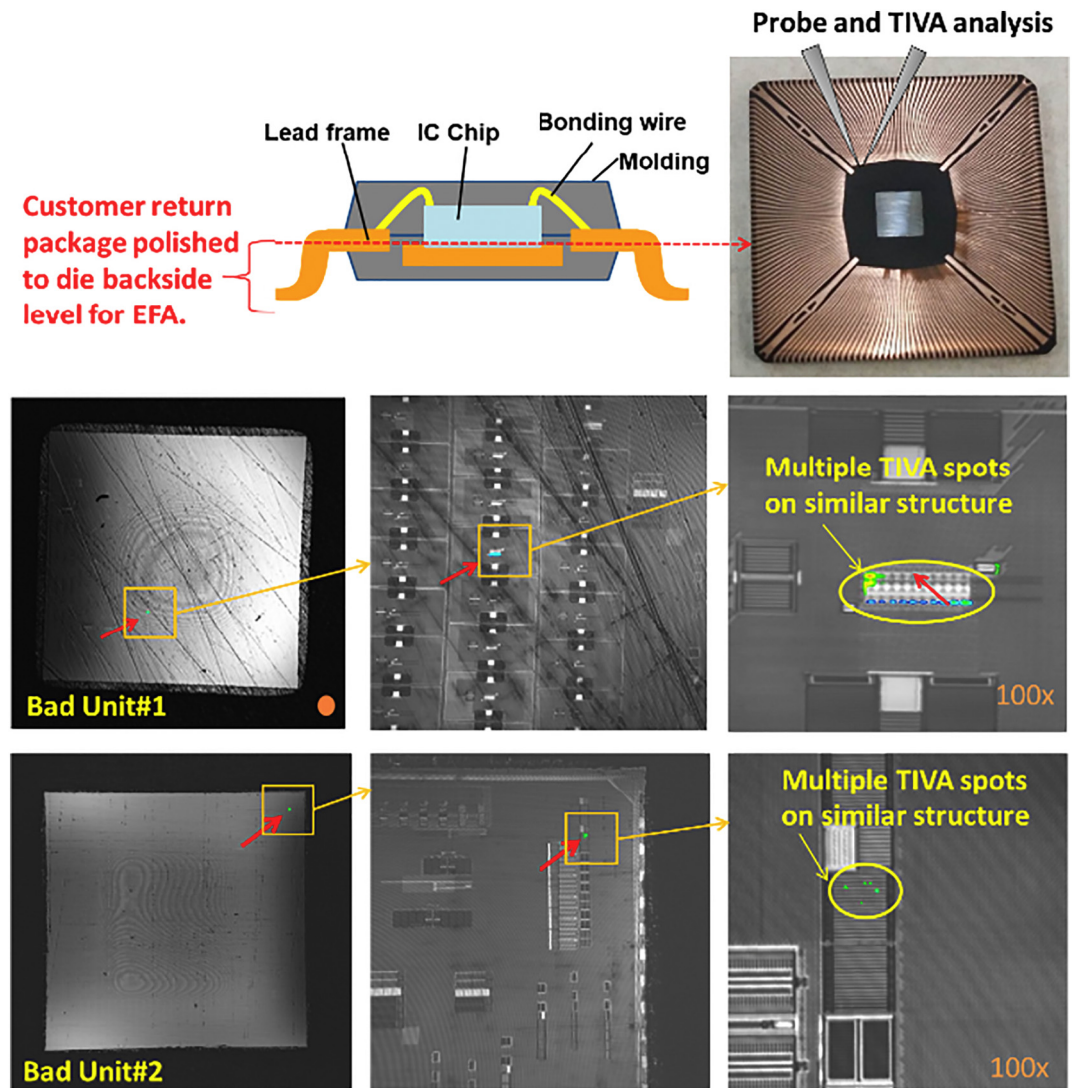 Probe and TIVA analysis
Lead frame
IC Chip
Bonding wire
Molding
Customer return
package polished
to die backside
level for EFA.
Multiple TIVA spots
on similar structure
Bad Unit#1
100x
Multiple TIVA spots
on similar structure
Bad Unit#2
100x